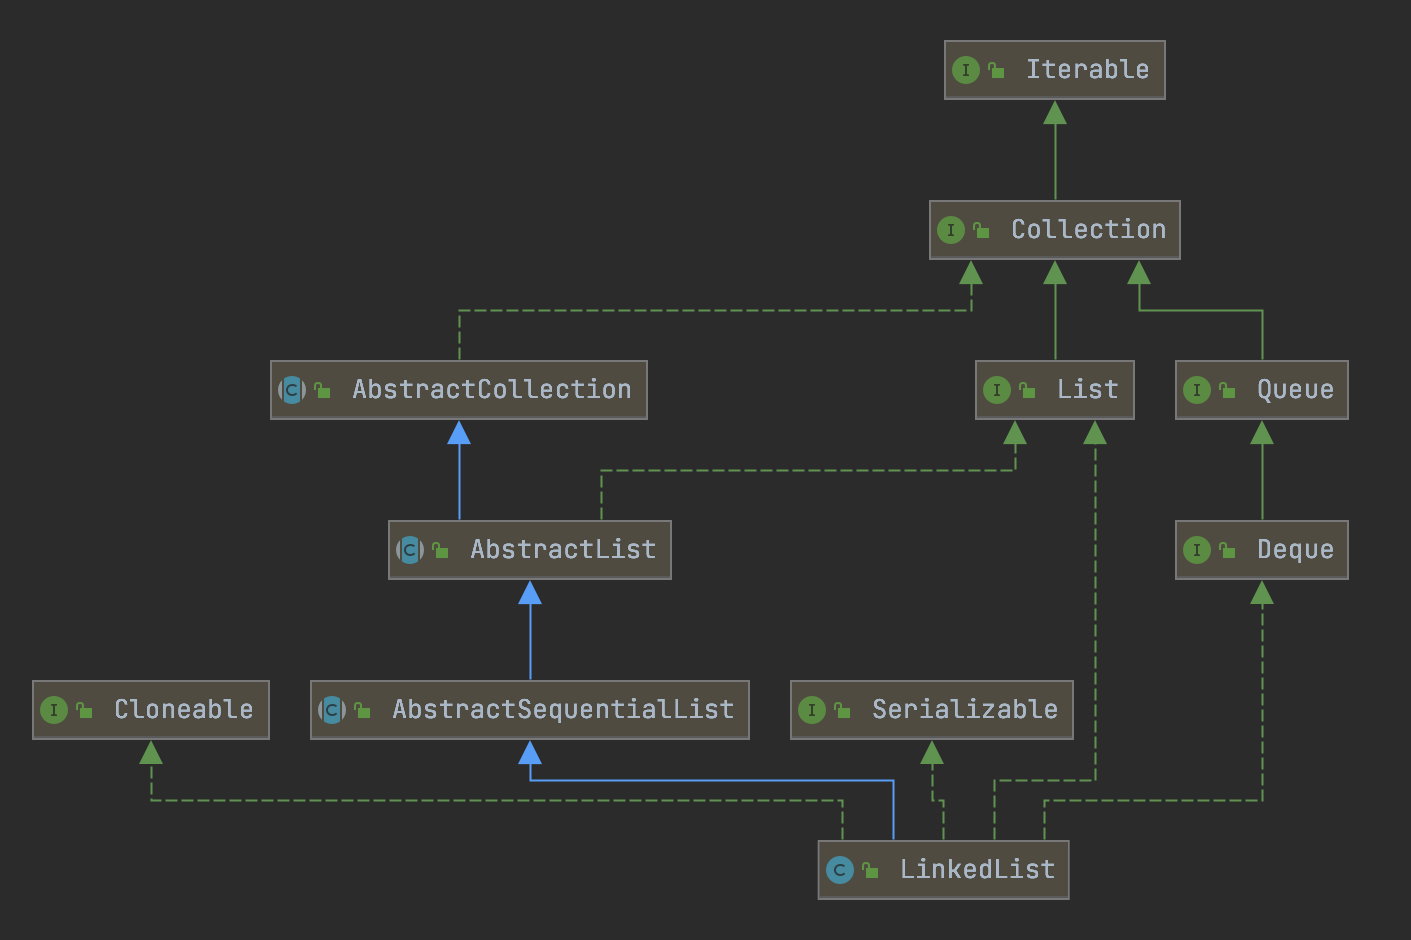 I Iterable
I Collection
C AbstractCollection
I List
I Queue
C AbstractList
I Deque
I Cloneable
C AbstractSequentialList
I Serializable
C LinkedList